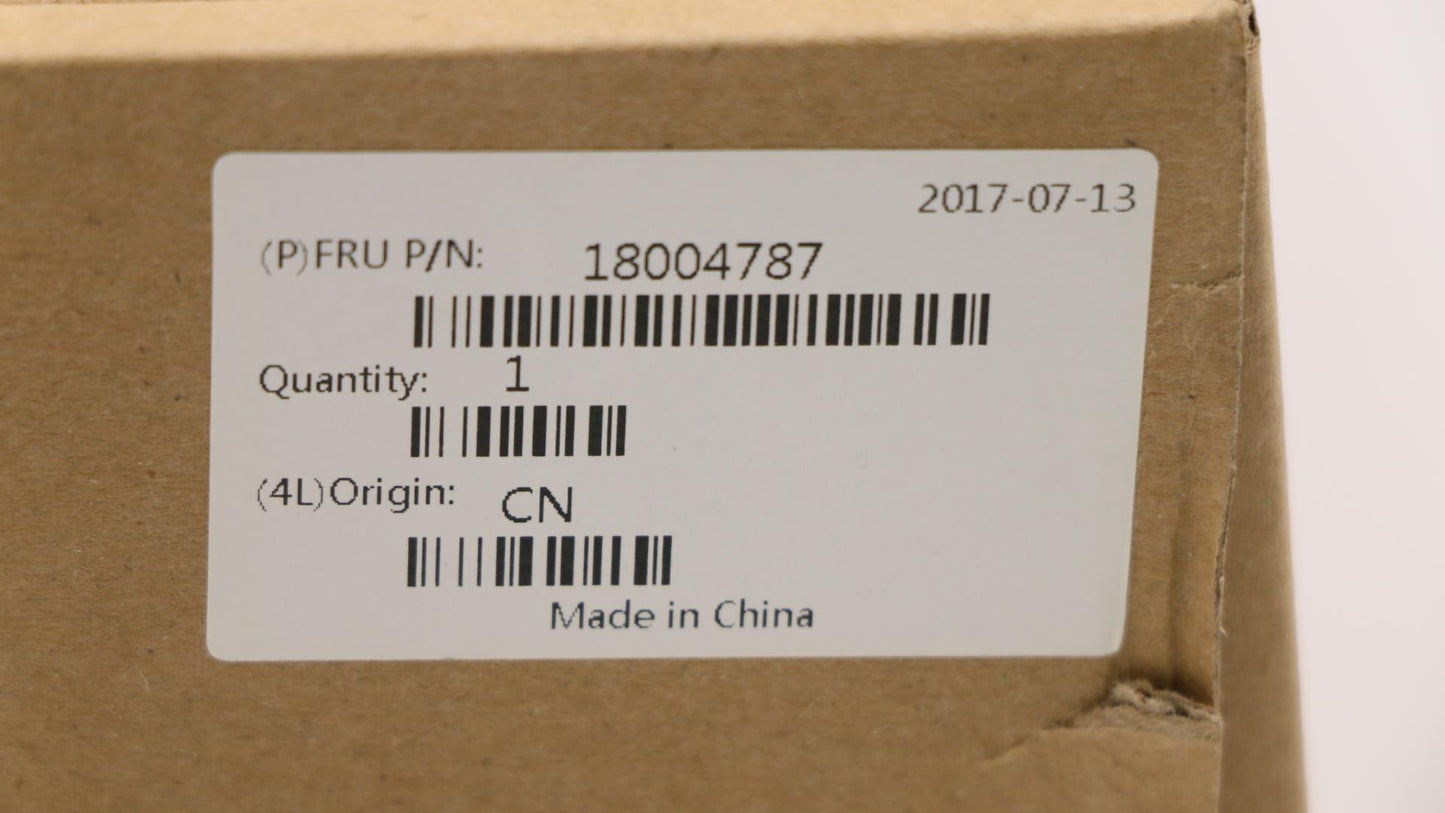 2017-07-13
(P)FRU P/N: 18004787
Quantity: 1
(4L)Origin: CN
Made in China